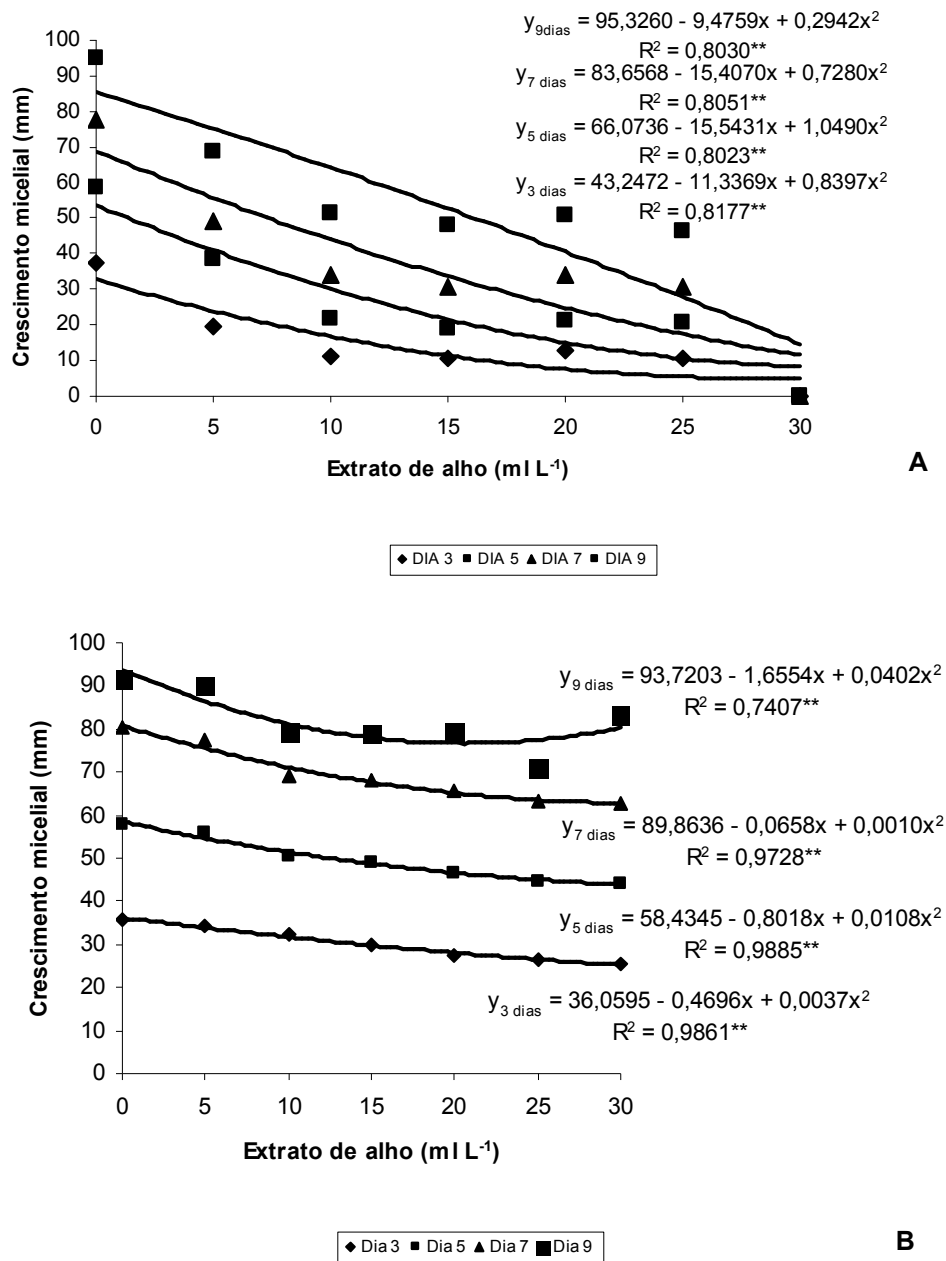 y9dias = 95,3260 - 9,4759x + 0,2942x²
R² = 0,8030**
y7 dias = 83,6568 - 15,4070x + 0,7280x²
R² = 0,8051**
y5 dias = 66,0736 - 15,5431x + 1,0490x²
R² = 0,8023**
y3 dias = 43,2472 - 11,3369x + 0,8397x²
R² = 0,8177**
Crescimento micelial (mm)
100
90
80
70
60
50
40
30
20
10
0
0 5 10 15 20 25 30
Extrato de alho (ml L⁻¹)
A
DIA 3 DIA 5 DIA 7 DIA 9
Crescimento micelial (mm)
100
90
80
70
60
50
40
30
20
10
0
y9 dias = 93,7203 - 1,6554x + 0,0402x²
R² = 0,7407**
y7 dias = 89,8636 - 0,0658x + 0,0010x²
R² = 0,9728**
y5 dias = 58,4345 - 0,8018x + 0,0108x²
R² = 0,9885**
y3 dias = 36,0595 - 0,4696x + 0,0037x²
R² = 0,9861**
0 5 10 15 20 25 30
Extrato de alho (ml L⁻¹)
B
Dia 3 Dia 5 Dia 7 Dia 9